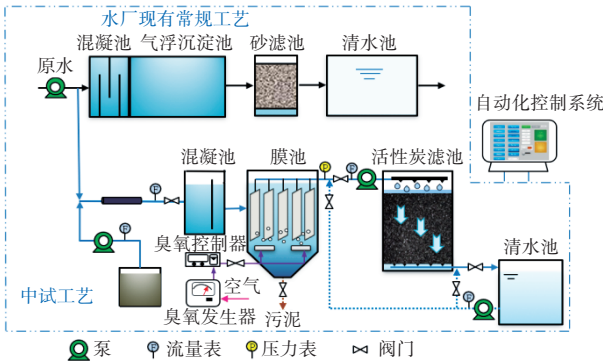 水厂现有常规工艺
混凝池 气浮沉淀池 砂滤池 清水池
原水
自动化控制系统
混凝池 膜池 活性炭滤池
P F
F
F
臭氧控制器
清水池
空气
中试工艺
臭氧发生器 污泥
F
泵 F 流量表 P 压力表 阀门